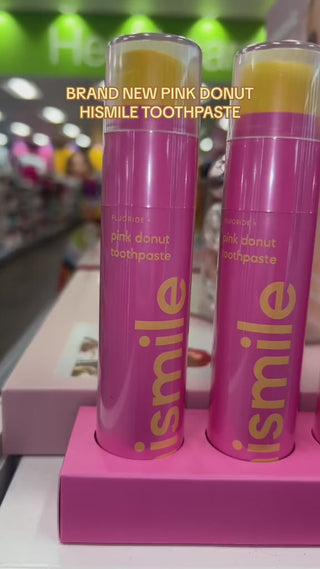 BRAND NEW PINK DONUT
HISMILE TOOTHPASTE
FLUORIDE +
pink donut
toothpaste
hismile
FLUORIDE +
pink donut
toothpaste
hismile